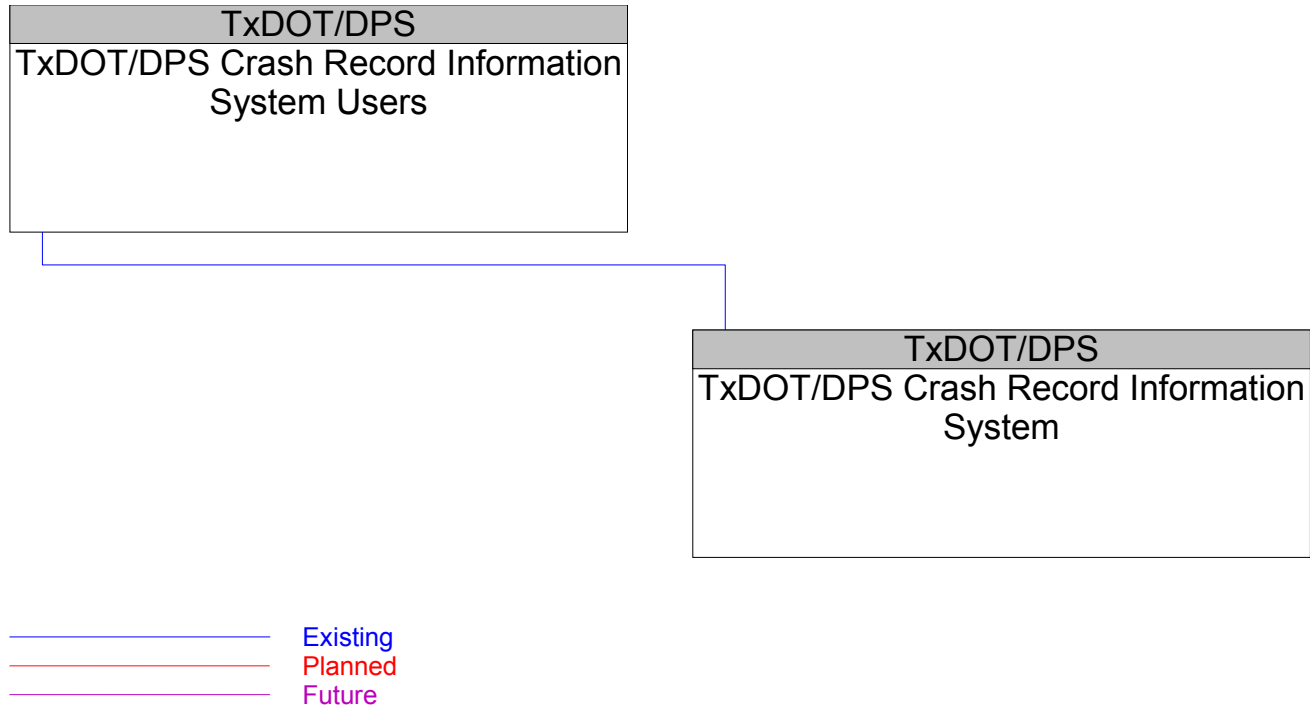 TxDOT/DPS
TxDOT/DPS Crash Record Information
System Users
TxDOT/DPS
TxDOT/DPS Crash Record Information
System
Existing
Planned
Future